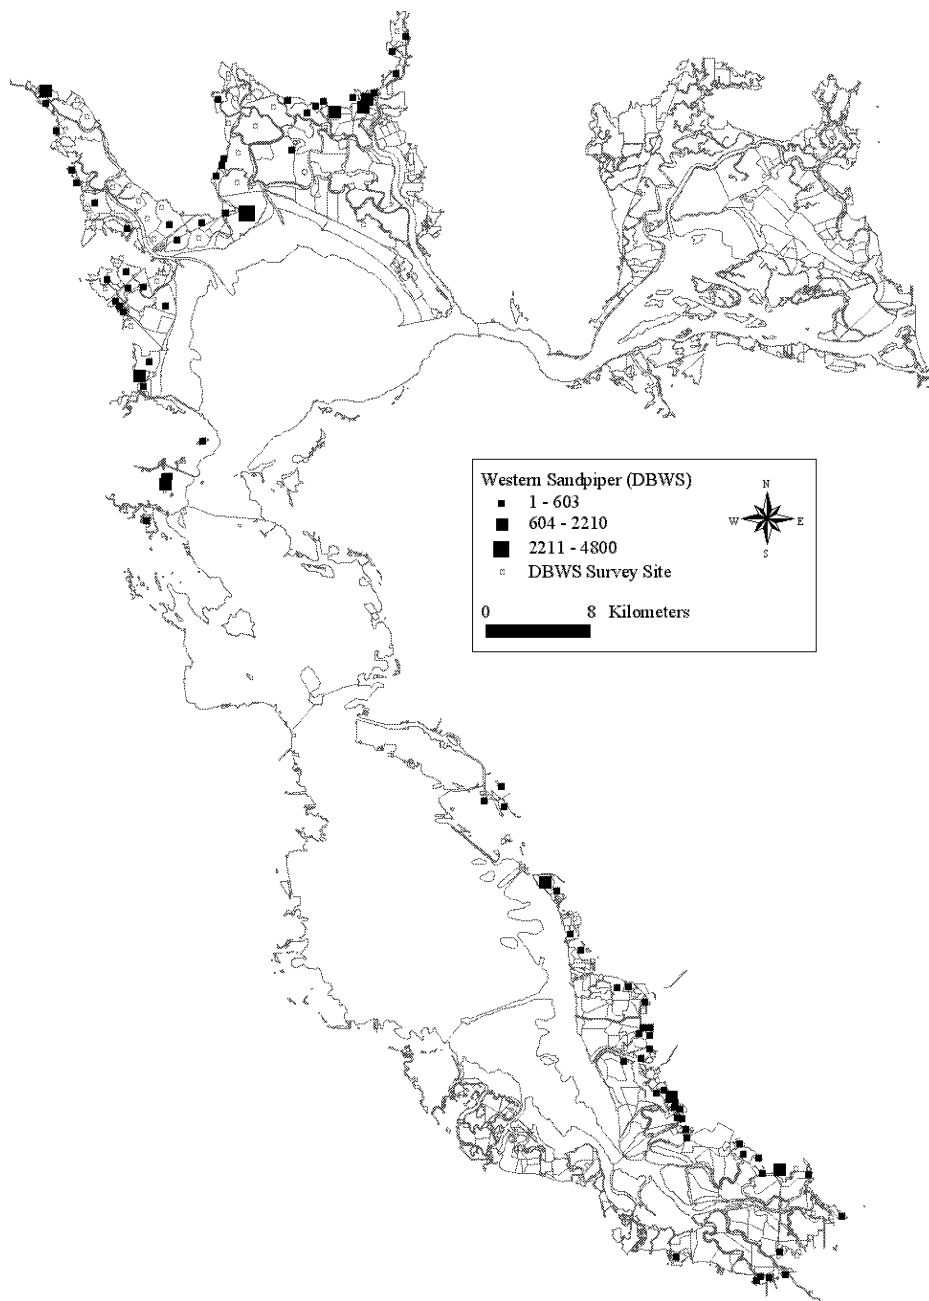 Western Sandpiper (DBWS)
1 - 603
604 - 2210
2211 - 4800
DBWS Survey Site
0 8 Kilometers
N
W E
S